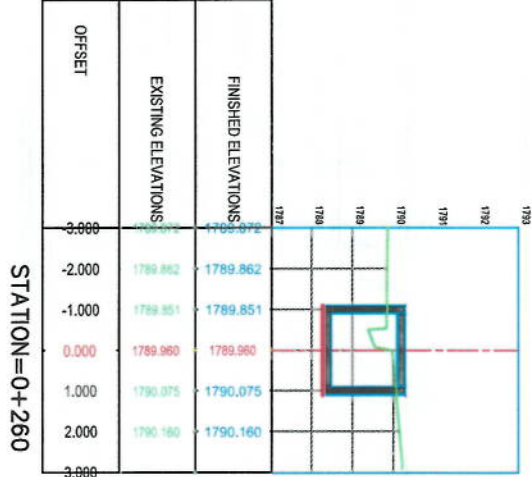 1787 1788 1789 1790 1791 1792 1793
FINISHED ELEVATIONS 1789.872 1789.862 1789.851 1789.960 1790.075 1790.160
EXISTING ELEVATIONS 1789.872 1789.862 1789.851 1789.960 1790.075 1790.160
OFFSET -3.000 -2.000 -1.000 0.000 1.000 2.000 3.000
STATION=0+260